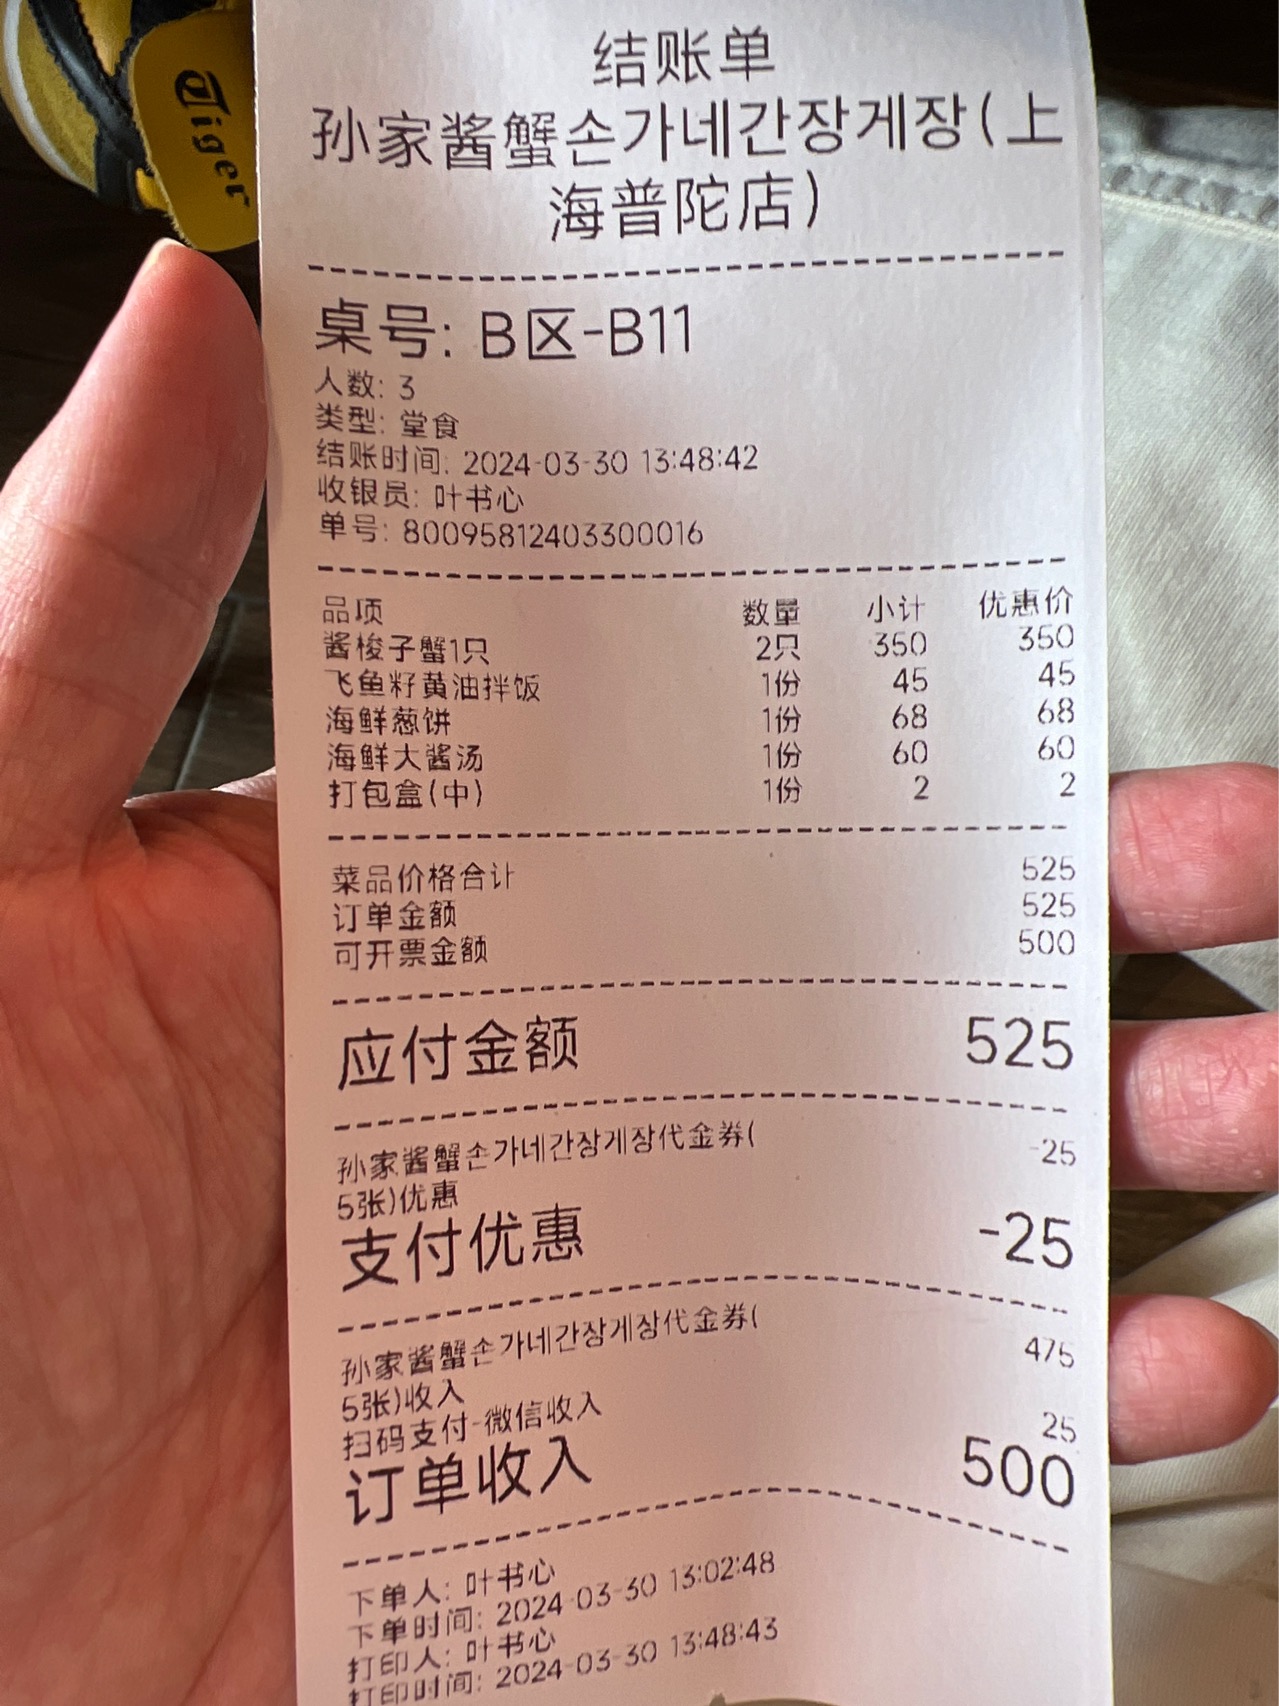 Tiger
结账单
孙家酱蟹손가네간장게장(上
海普陀店)
桌号: B区-B11
人数: 3
类型: 堂食
结账时间: 2024-03-30 13:48:42
收银员: 叶书心
单号: 80095812403300016
品项 数量 小计 优惠价
酱梭子蟹1只 2只 350 350
飞鱼籽黄油拌饭 1份 45 45
海鲜葱饼 1份 68 68
海鲜大酱汤 1份 60 60
打包盒(中) 1份 2 2
菜品价格合计 525
订单金额 525
可开票金额 500
应付金额 525
孙家酱蟹손가네간장게장代金券( -25
5张)优惠
支付优惠 -25
孙家酱蟹손가네간장게장代金券( 475
5张)收入
扫码支付-微信收入 25
订单收入 500
下单人: 叶书心
下单时间: 2024-03-30 13:02:48
打印人: 叶书心
打印时间: 2024-03-30 13:48:43